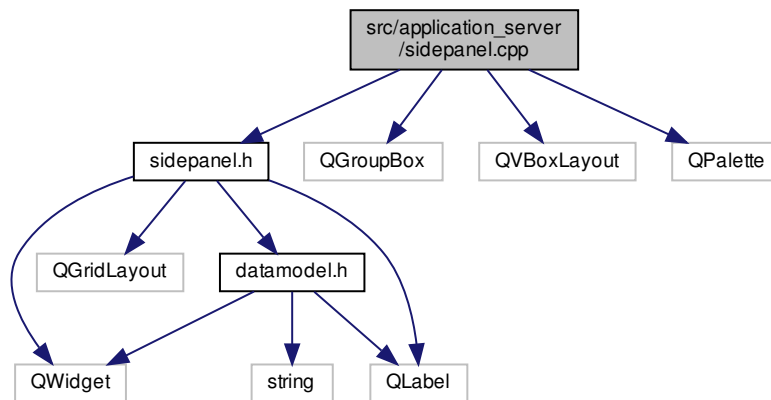 src/application_server
/sidepanel.cpp
sidepanel.h
QGroupBox
QVBoxLayout
QPalette
QGridLayout
datamodel.h
QWidget
string
QLabel